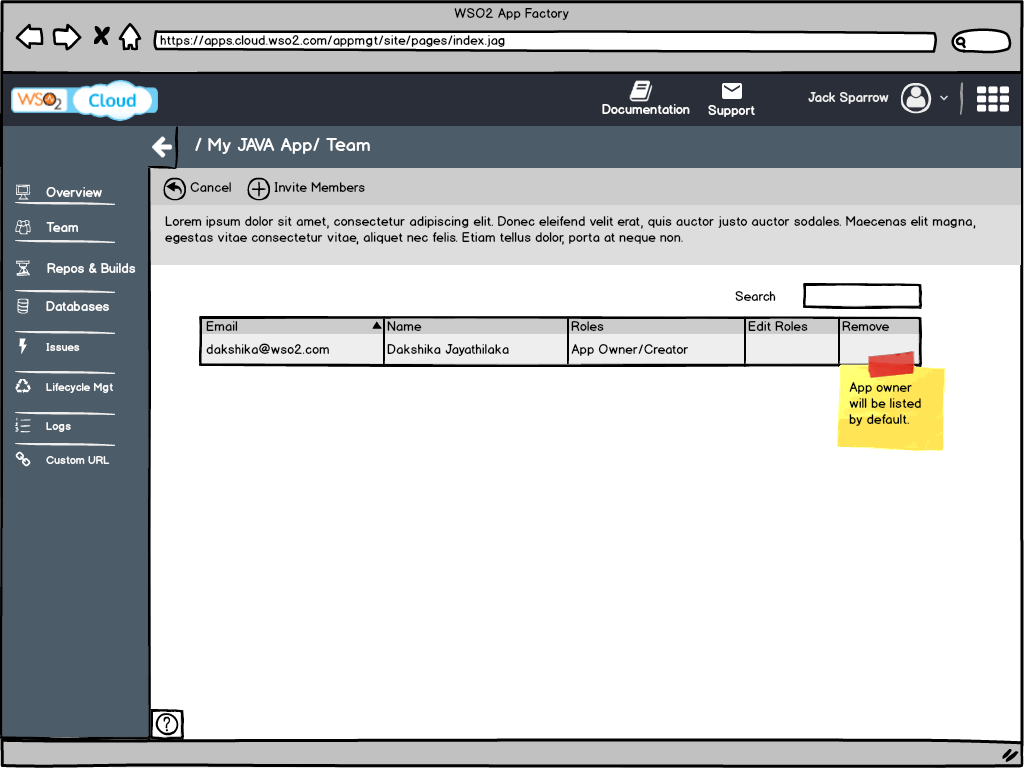 WSO2 App Factory
https://apps.cloud.wso2.com/appmgt/site/pages/index.jag
WSO2 Cloud
Documentation
Support
Jack Sparrow
/ My JAVA App/ Team
Cancel
Invite Members
Lorem ipsum dolor sit amet, consectetur adipiscing elit. Donec eleifend velit erat, quis auctor justo auctor sodales. Maecenas elit magna,
egestas vitae consectetur vitae, aliquet nec felis. Etiam tellus dolor, porta at neque non.
Overview
Team
Repos & Builds
Databases
Issues
Lifecycle Mgt
Logs
Custom URL
Search
Email Name Roles Edit Roles Remove
dakshika@wso2.com Dakshika Jayathilaka App Owner/Creator
App owner
will be listed
by default.
?